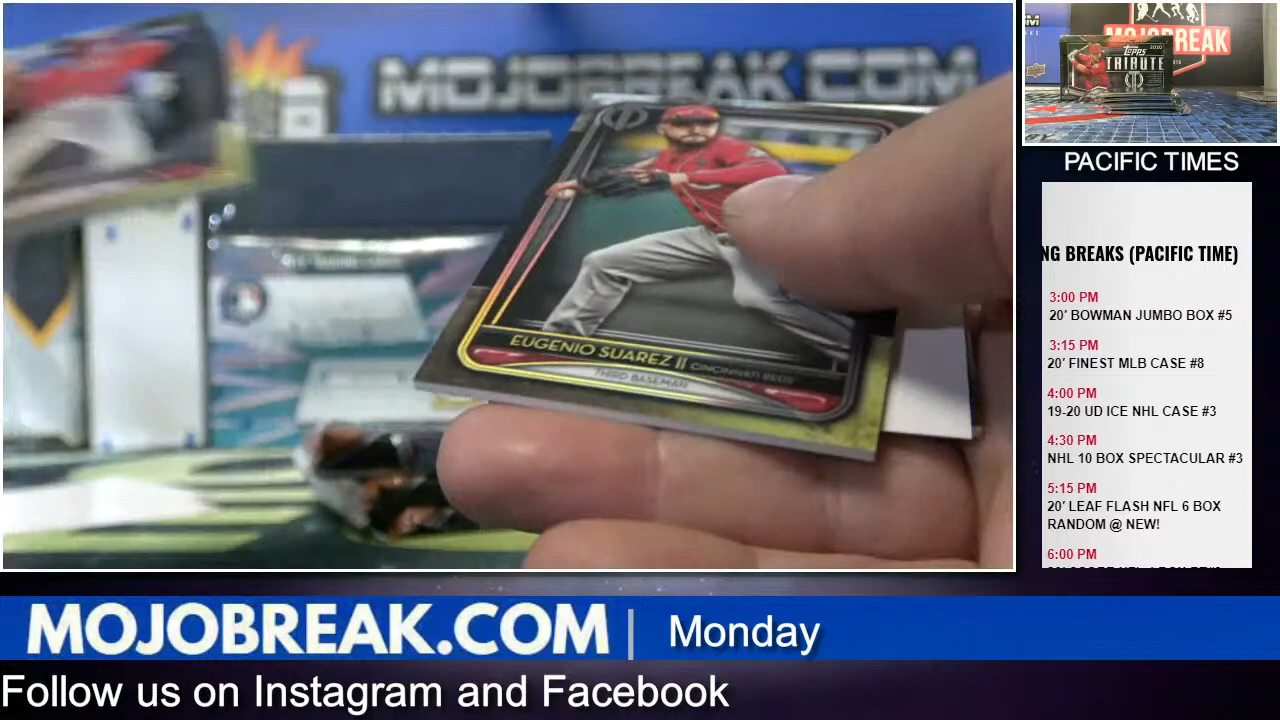 MOJOBREAK.COM
EUGENIO SUAREZ || CINCINNATI REDS
THIRD BASEMAN
2020
Topps
TRIBUTE
PACIFIC TIMES
NG BREAKS (PACIFIC TIME)
3:00 PM
20' BOWMAN JUMBO BOX #5
3:15 PM
20' FINEST MLB CASE #8
4:00 PM
19-20 UD ICE NHL CASE #3
4:30 PM
NHL 10 BOX SPECTACULAR #3
5:15 PM
20' LEAF FLASH NFL 6 BOX
RANDOM @ NEW!
6:00 PM
MOJOBREAK.COM | Monday
Follow us on Instagram and Facebook